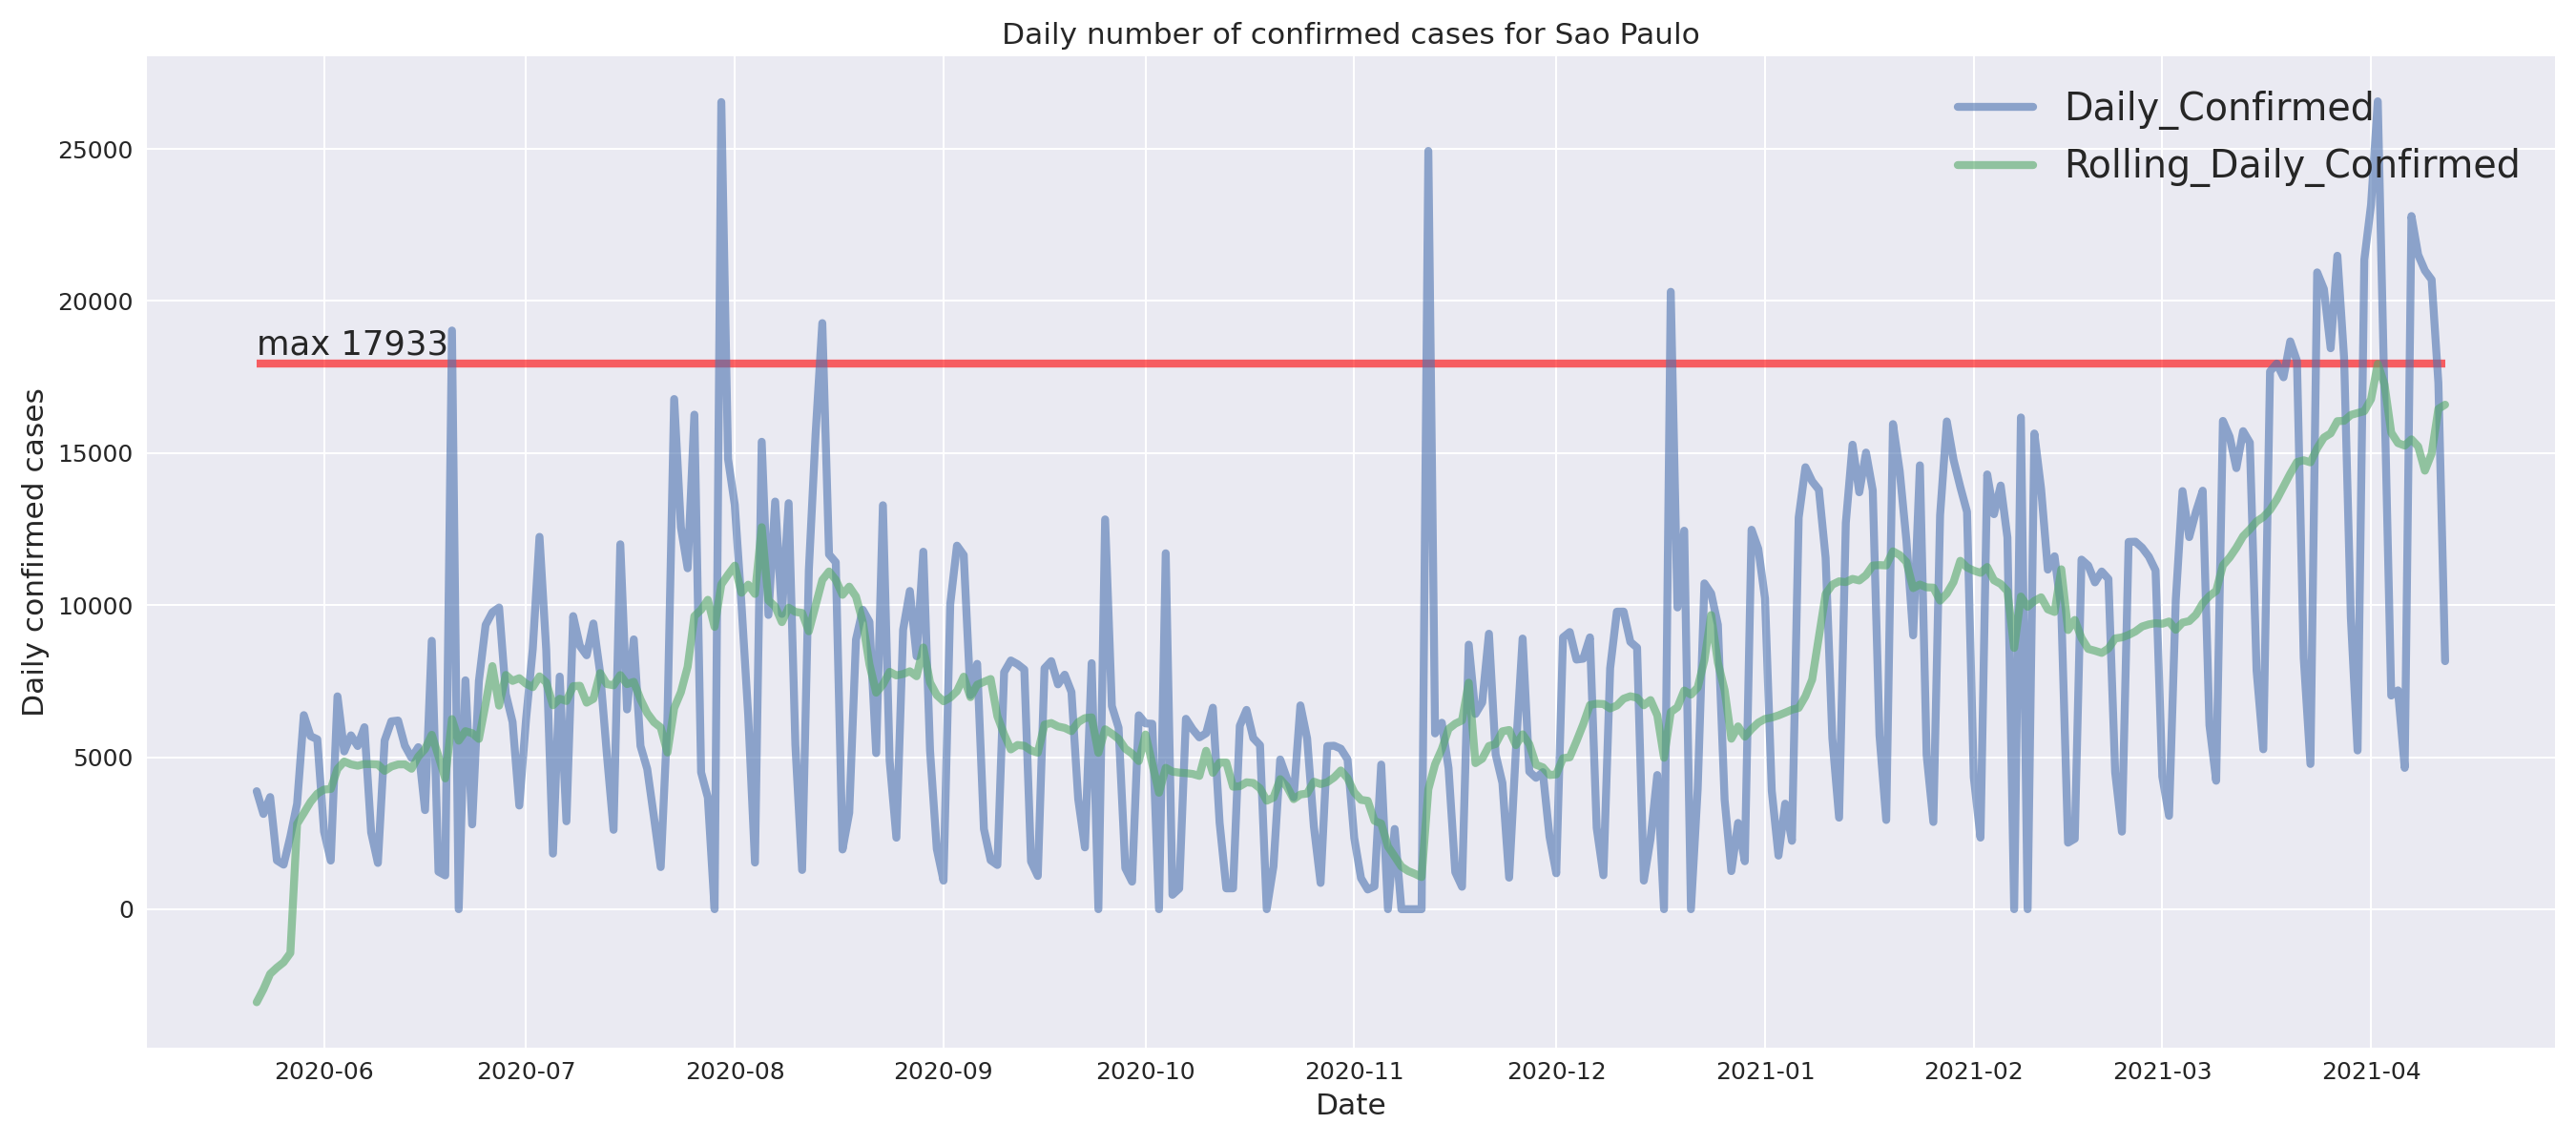 Daily number of confirmed cases for Sao Paulo
Daily_Confirmed
Rolling_Daily_Confirmed
max 17933
Daily confirmed cases
25000
20000
15000
10000
5000
0
2020-06 2020-07 2020-08 2020-09 2020-10 2020-11 2020-12 2021-01 2021-02 2021-03 2021-04
Date